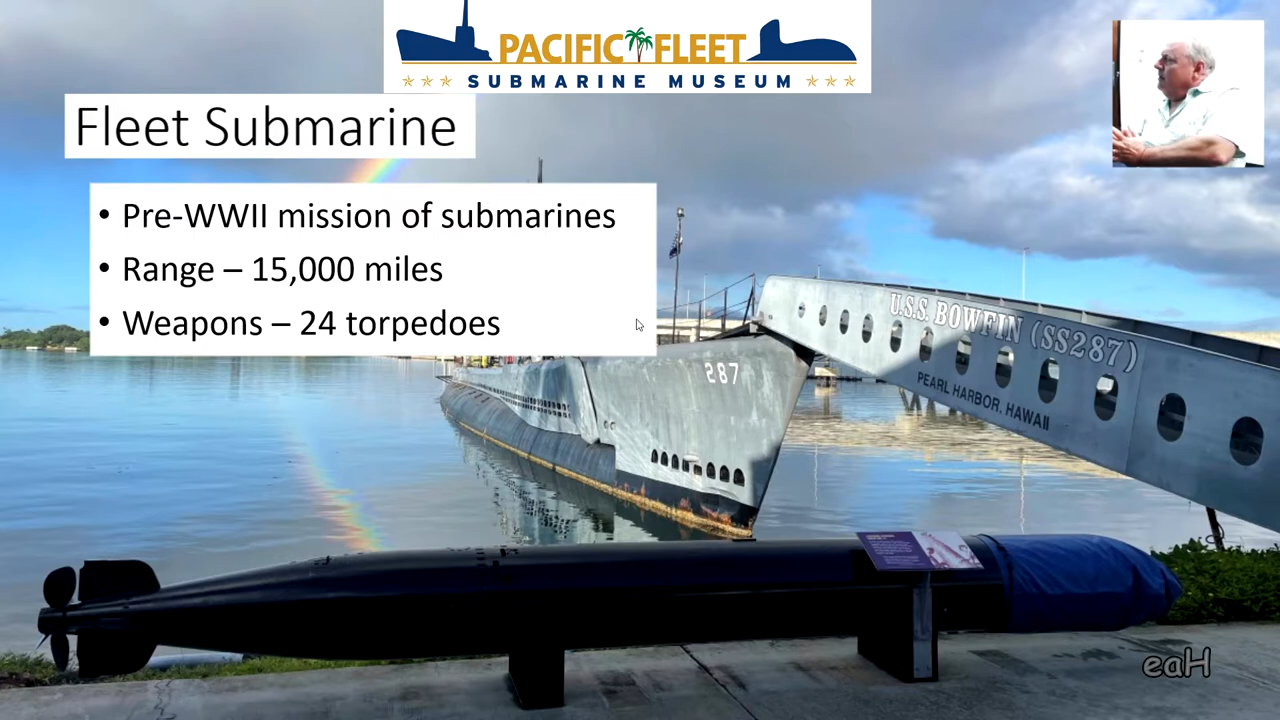 PACIFIC FLEET
SUBMARINE MUSEUM
Fleet Submarine
• Pre-WWII mission of submarines
• Range – 15,000 miles
• Weapons – 24 torpedoes
U.S.S. BOWFIN (SS287)
PEARL HARBOR, HAWAII
287
eaH